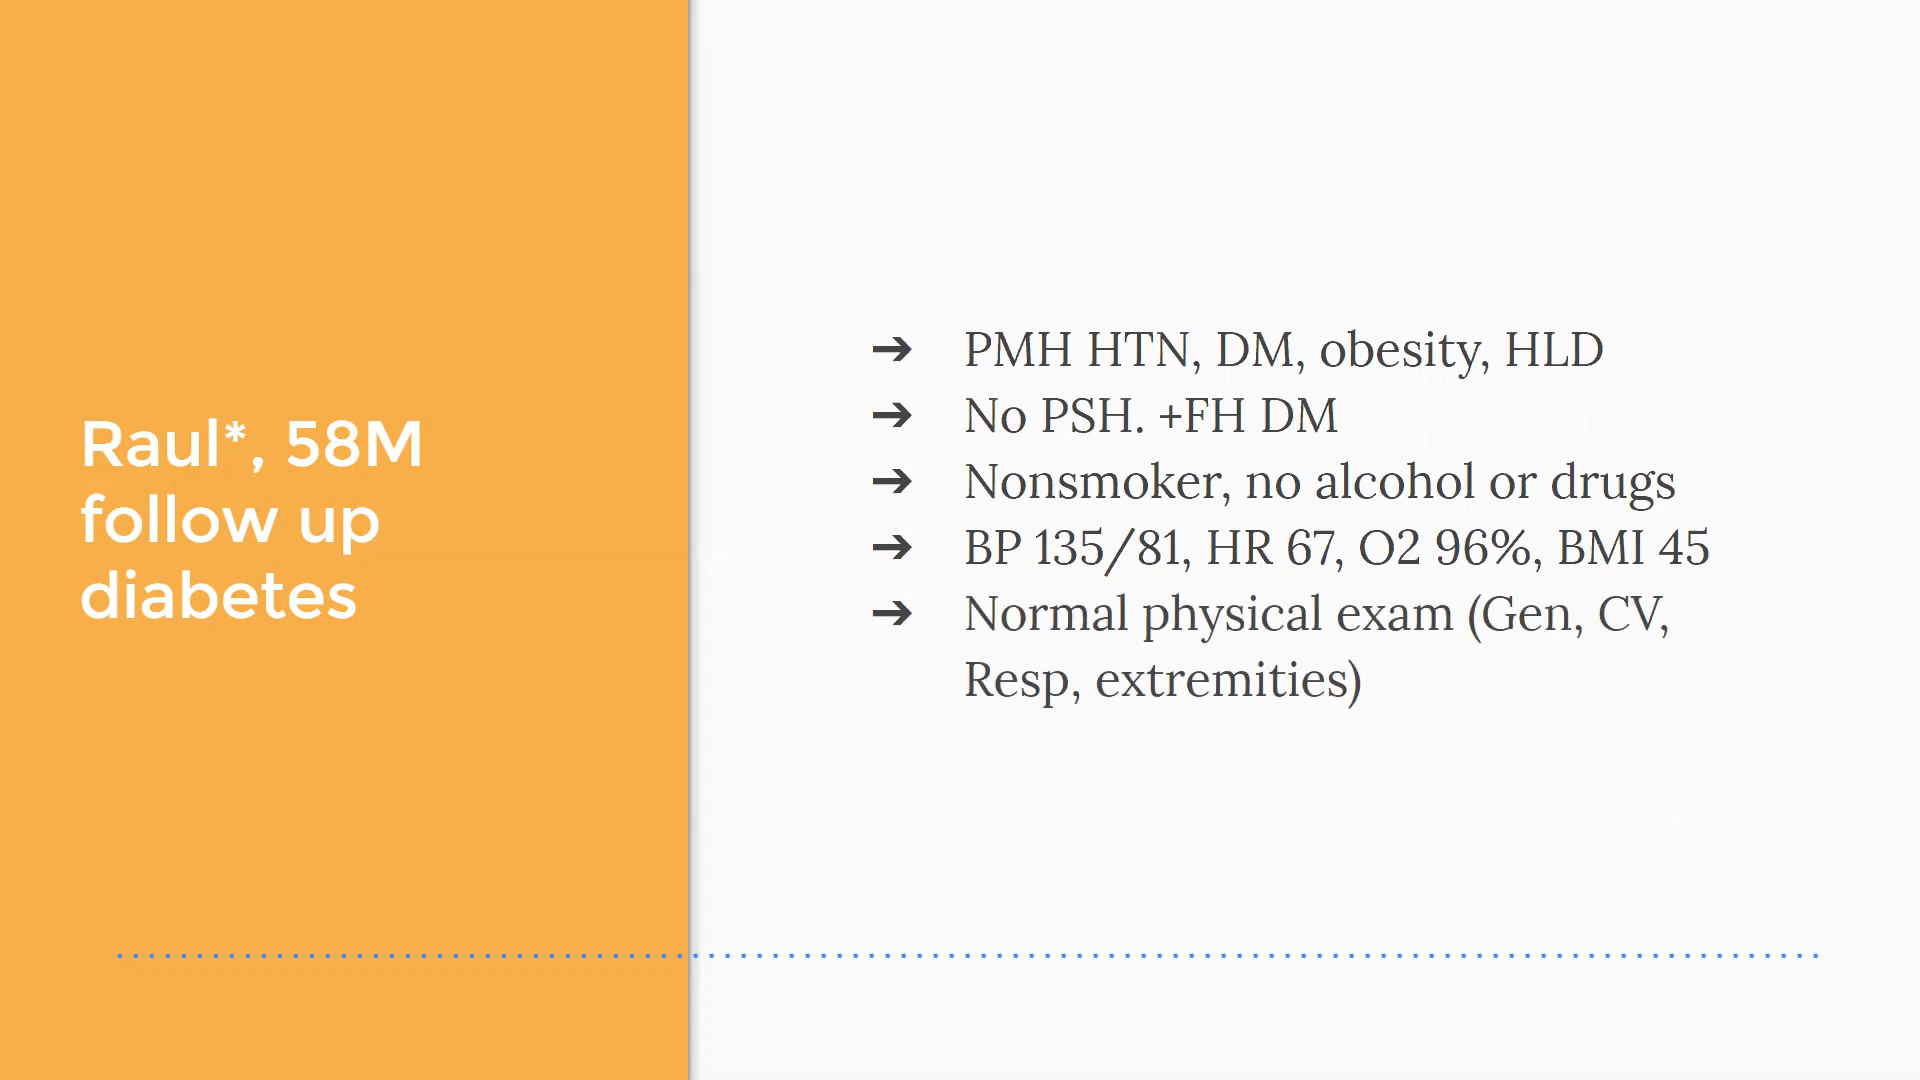 Raul*, 58M
follow up
diabetes
➔ PMH HTN, DM, obesity, HLD
➔ No PSH. +FH DM
➔ Nonsmoker, no alcohol or drugs
➔ BP 135/81, HR 67, O2 96%, BMI 45
➔ Normal physical exam (Gen, CV,
Resp, extremities)